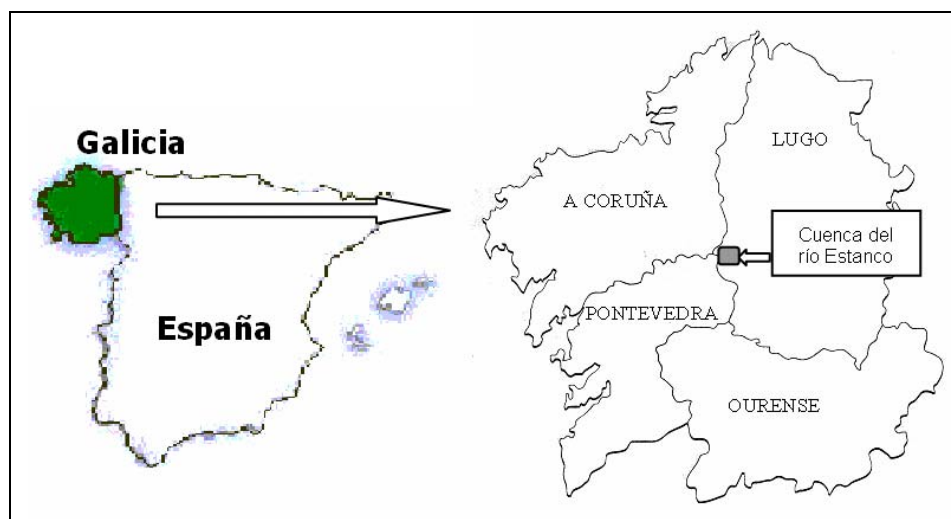 Galicia
España
A CORUÑA
LUGO
Cuenca del
río Estanco
PONTEVEDRA
OURENSE